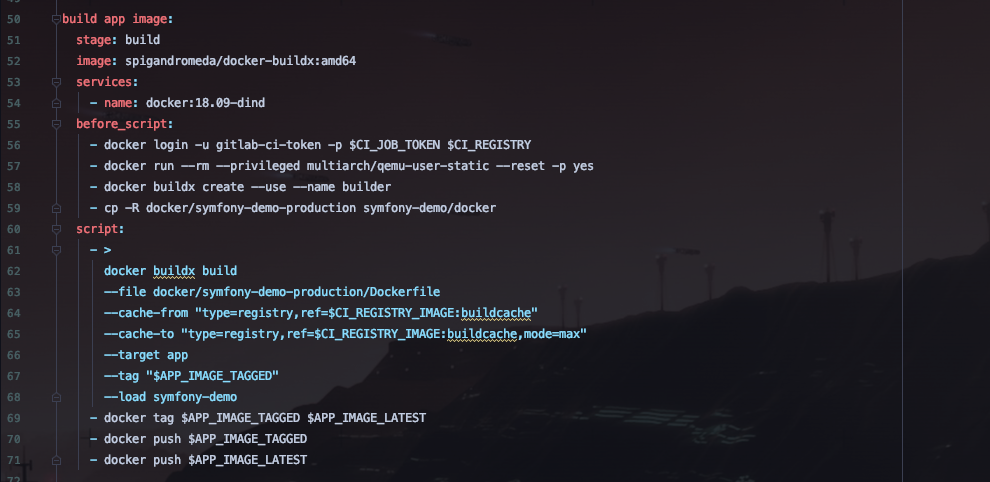 50 build app image:
51 stage: build
52 image: spigandromeda/docker-buildx:amd64
53 services:
54 - name: docker:18.09-dind
55 before_script:
56 - docker login -u gitlab-ci-token -p $CI_JOB_TOKEN $CI_REGISTRY
57 - docker run --rm --privileged multiarch/qemu-user-static --reset -p yes
58 - docker buildx create --use --name builder
59 - cp -R docker/symfony-demo-production symfony-demo/docker
60 script:
61 - >
62 docker buildx build
63 --file docker/symfony-demo-production/Dockerfile
64 --cache-from "type=registry,ref=$CI_REGISTRY_IMAGE:buildcache"
65 --cache-to "type=registry,ref=$CI_REGISTRY_IMAGE:buildcache,mode=max"
66 --target app
67 --tag "$APP_IMAGE_TAGGED"
68 --load symfony-demo
69 - docker tag $APP_IMAGE_TAGGED $APP_IMAGE_LATEST
70 - docker push $APP_IMAGE_TAGGED
71 - docker push $APP_IMAGE_LATEST